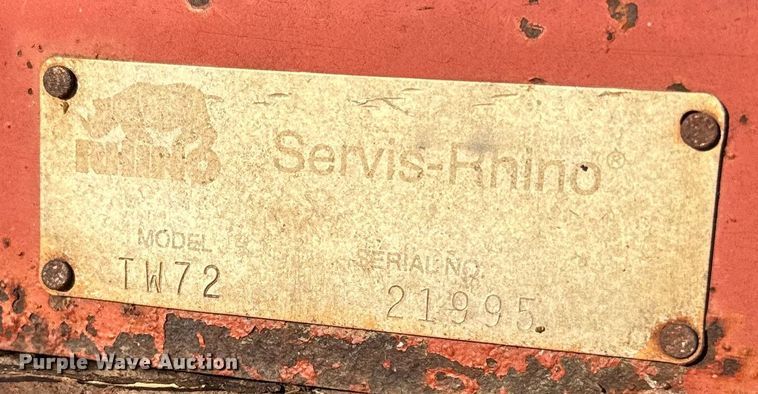 RHINO
Servis-Rhino®
MODEL
TW72
SERIAL NO.
21995
Purple Wave Auction